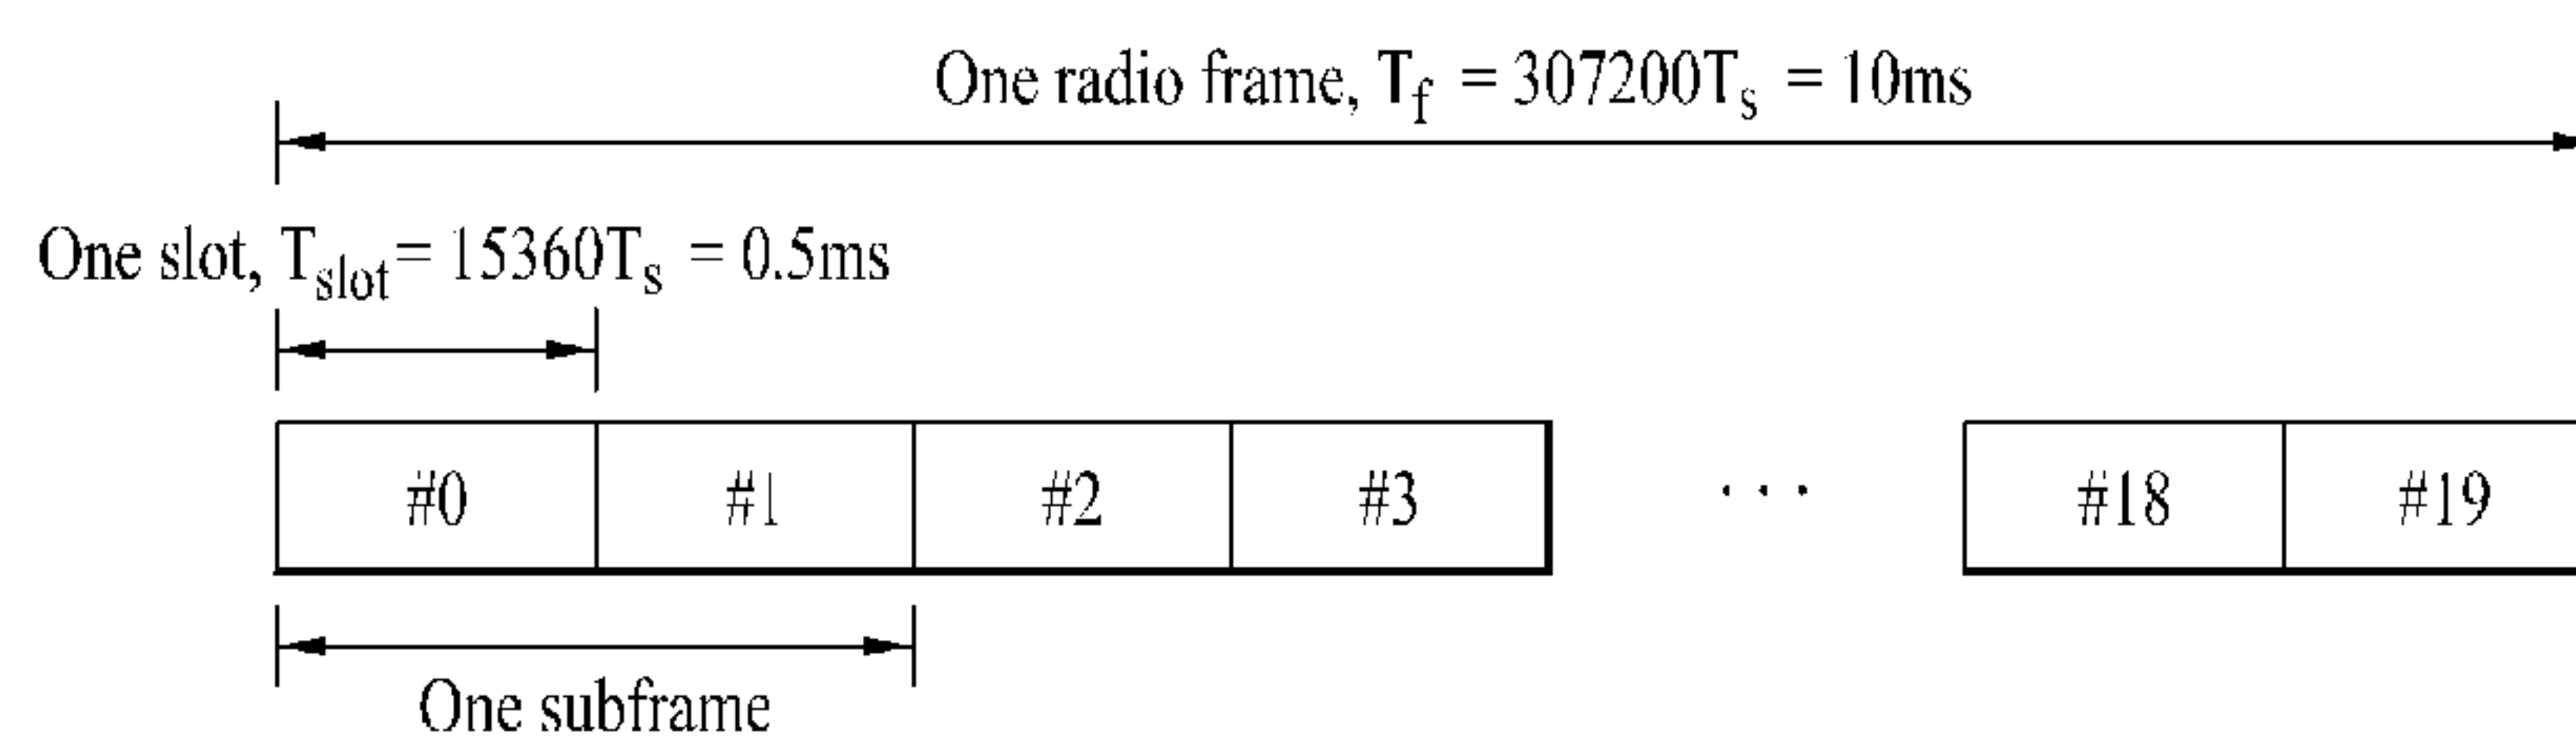 One radio frame, Tf = 307200Ts = 10ms
One slot, Tslot = 15360Ts = 0.5ms
#0 #1 #2 #3 · · · #18 #19
One subframe